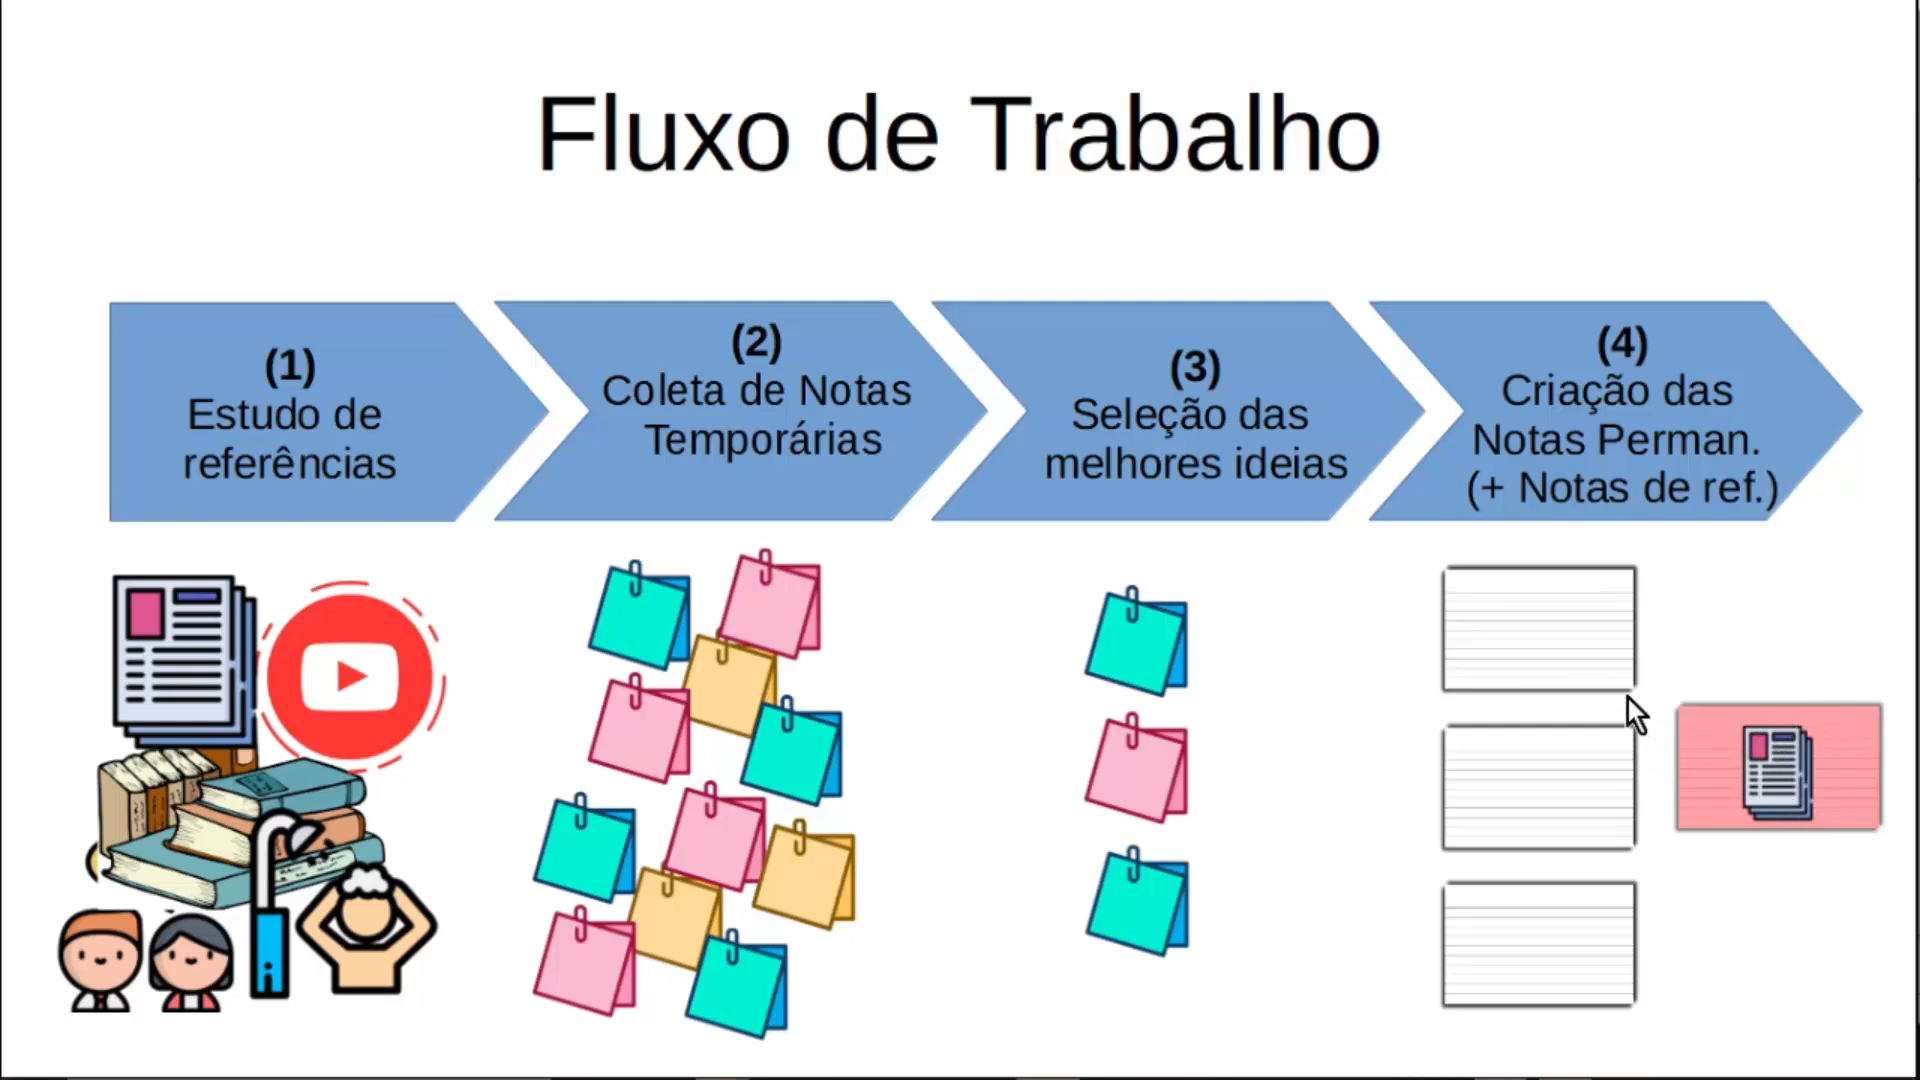 Fluxo de Trabalho
(1)
Estudo de
referências
(2)
Coleta de Notas
Temporárias
(3)
Seleção das
melhores ideias
(4)
Criação das
Notas Perman.
(+ Notas de ref.)